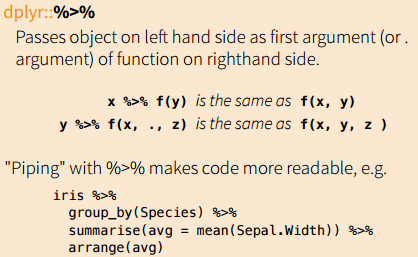 dplyr::%>%
Passes object on left hand side as first argument (or .
argument) of function on righthand side.
x %>% f(y) is the same as f(x, y)
y %>% f(x, ., z) is the same as f(x, y, z )
"Piping" with %>% makes code more readable, e.g.
iris %>%
group_by(Species) %>%
summarise(avg = mean(Sepal.Width)) %>%
arrange(avg)